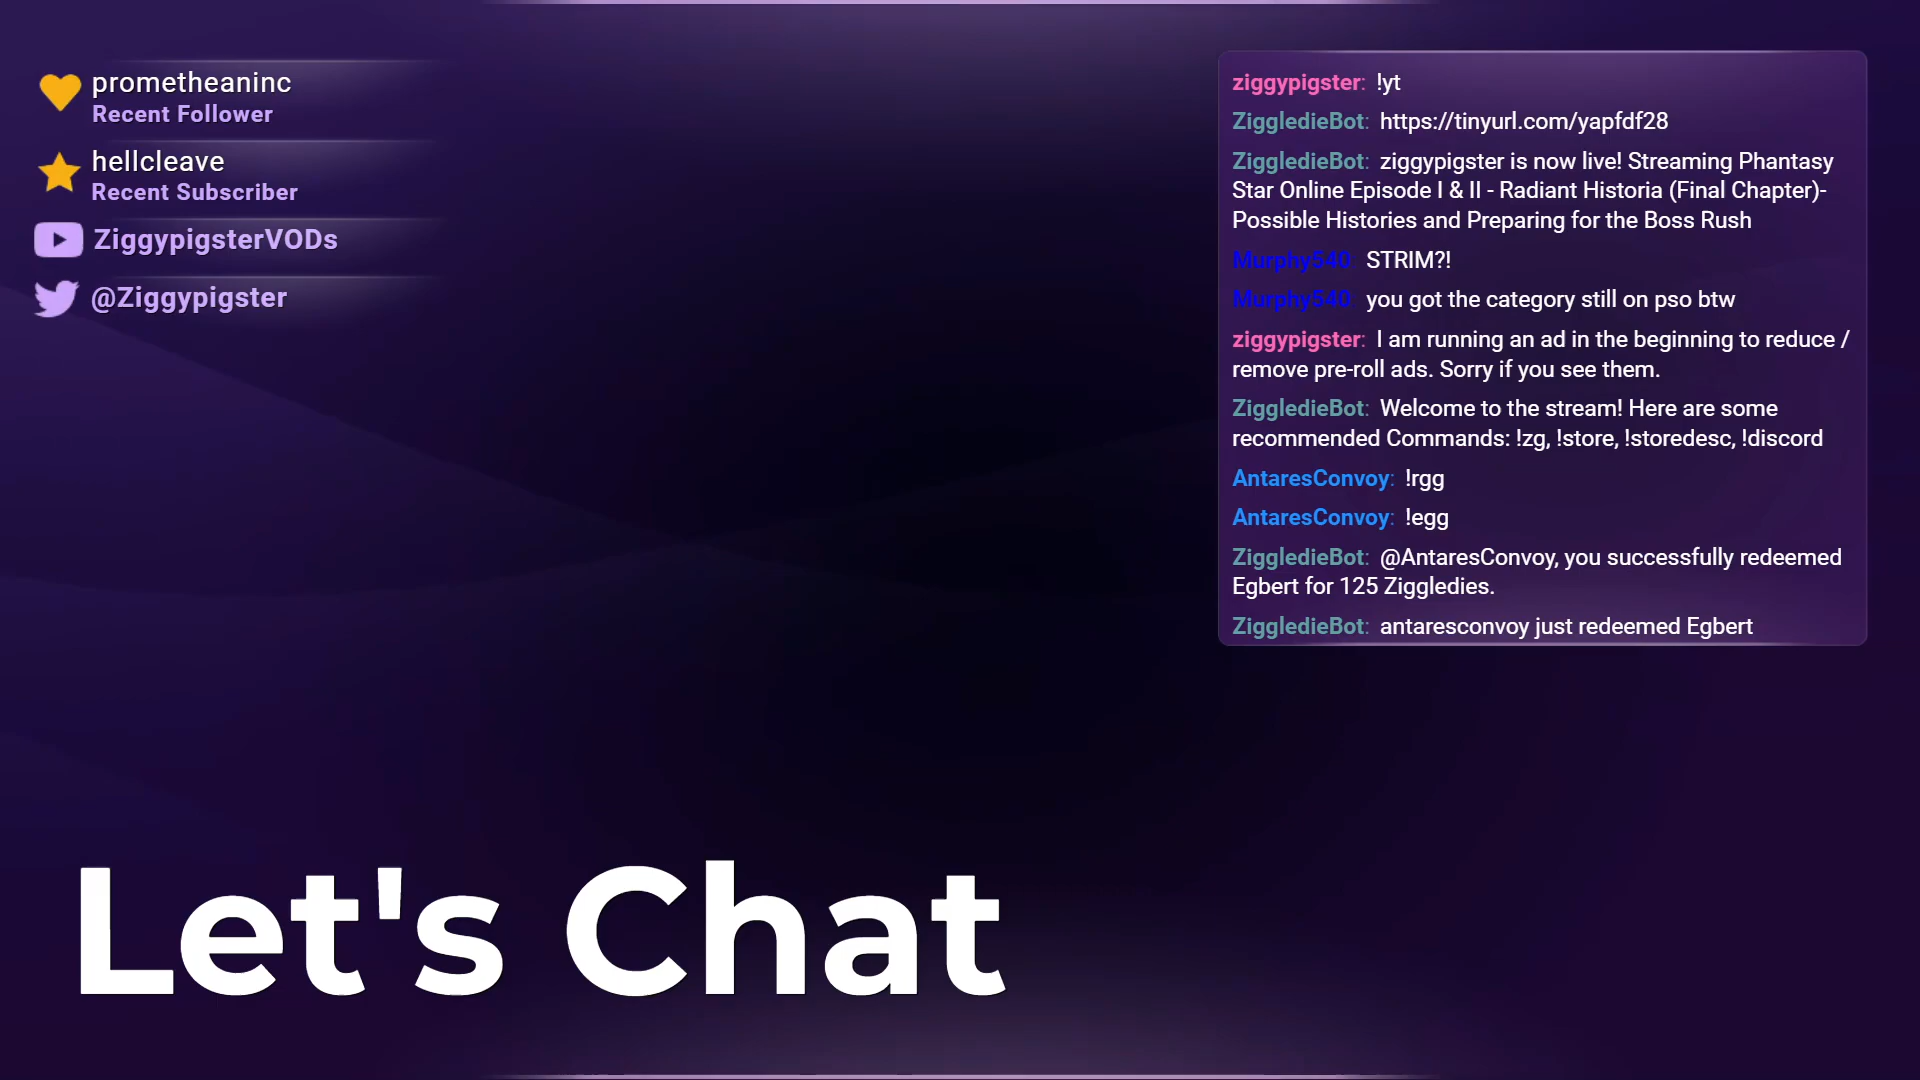 prometheaninc
Recent Follower
hellcleave
Recent Subscriber
ZiggypigsterVODs
@Ziggypigster
ziggypigster: !yt
ZiggledieBot: https://tinyurl.com/yapfdf28
ZiggledieBot: ziggypigster is now live! Streaming Phantasy
Star Online Episode I & II - Radiant Historia (Final Chapter)-
Possible Histories and Preparing for the Boss Rush
Murphy540: STRIM?!
Murphy540: you got the category still on pso btw
ziggypigster: I am running an ad in the beginning to reduce /
remove pre-roll ads. Sorry if you see them.
ZiggledieBot: Welcome to the stream! Here are some
recommended Commands: !zg, !store, !storedesc, !discord
AntaresConvoy: !rgg
AntaresConvoy: !egg
ZiggledieBot: @AntaresConvoy, you successfully redeemed
Egbert for 125 Ziggledies.
ZiggledieBot: antaresconvoy just redeemed Egbert
Let's Chat